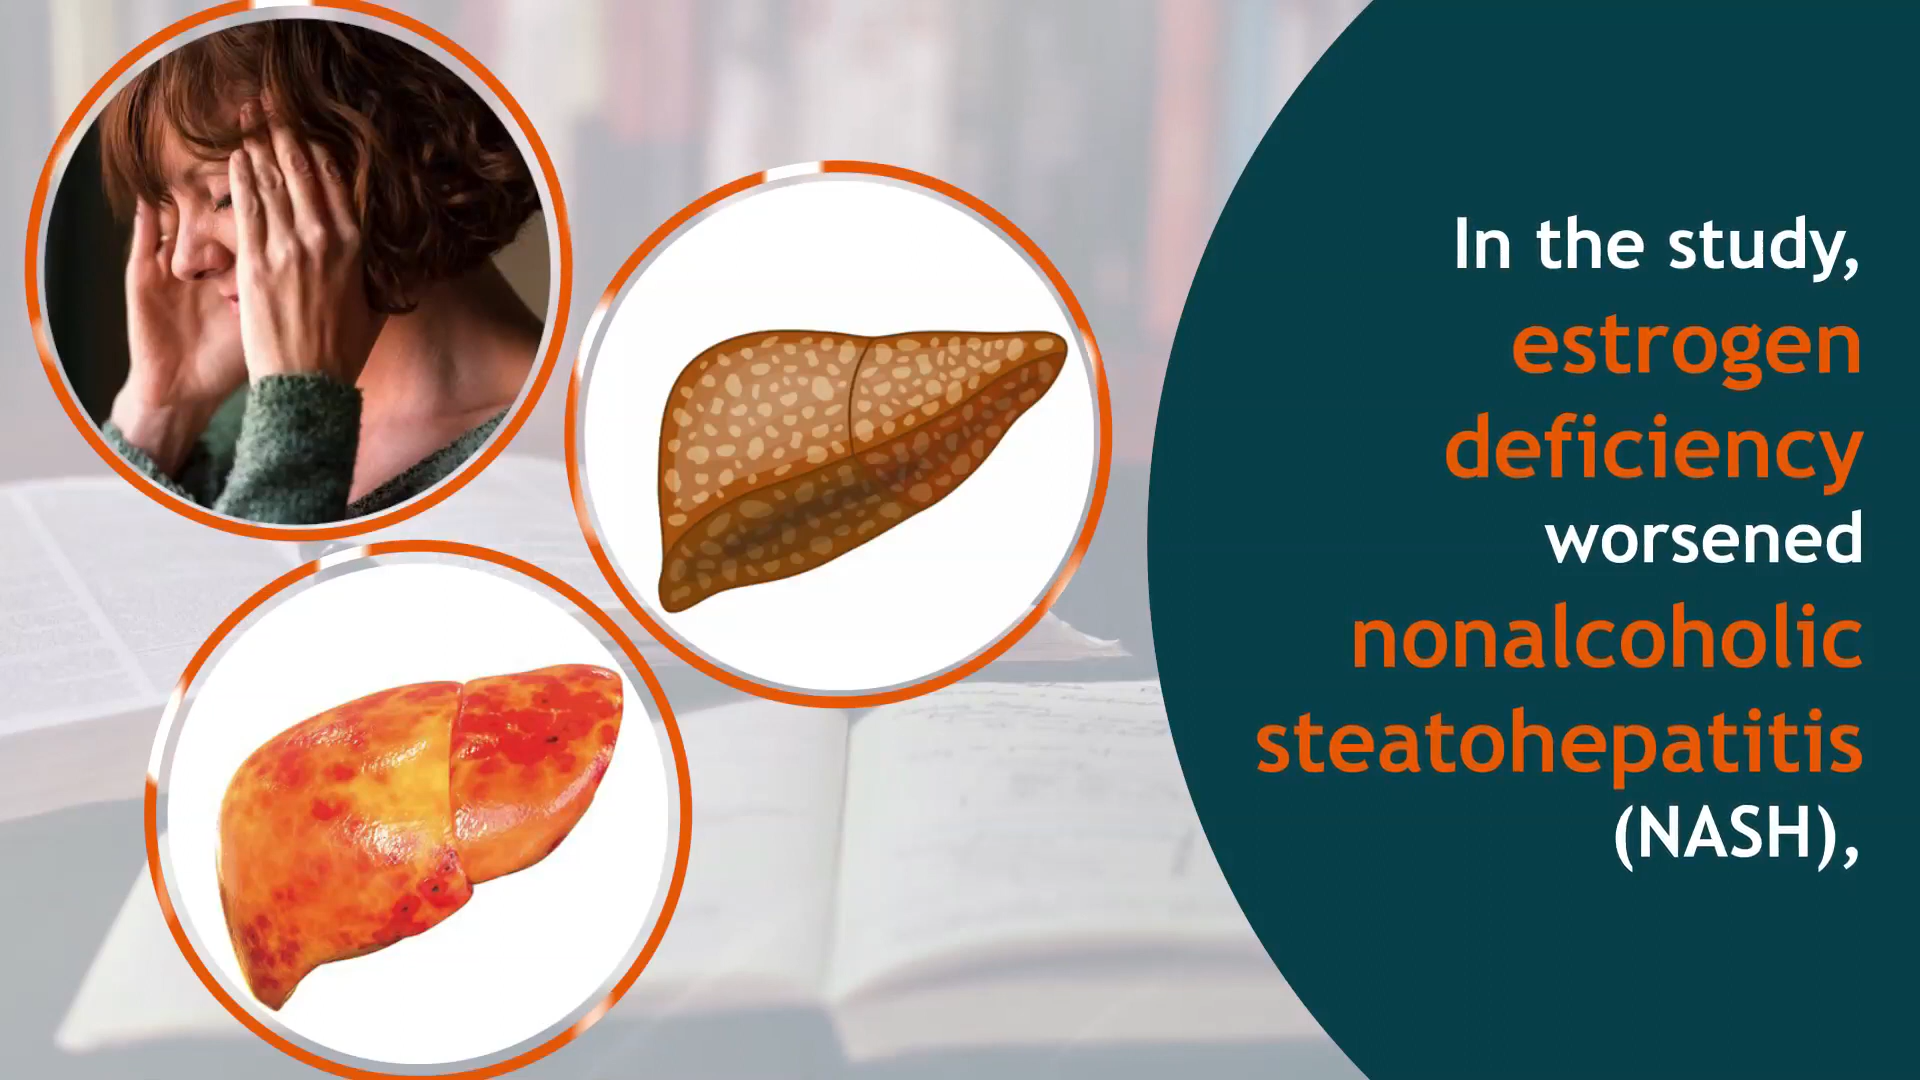 In the study,
estrogen
deficiency
worsened
nonalcoholic
steatohepatitis
(NASH),